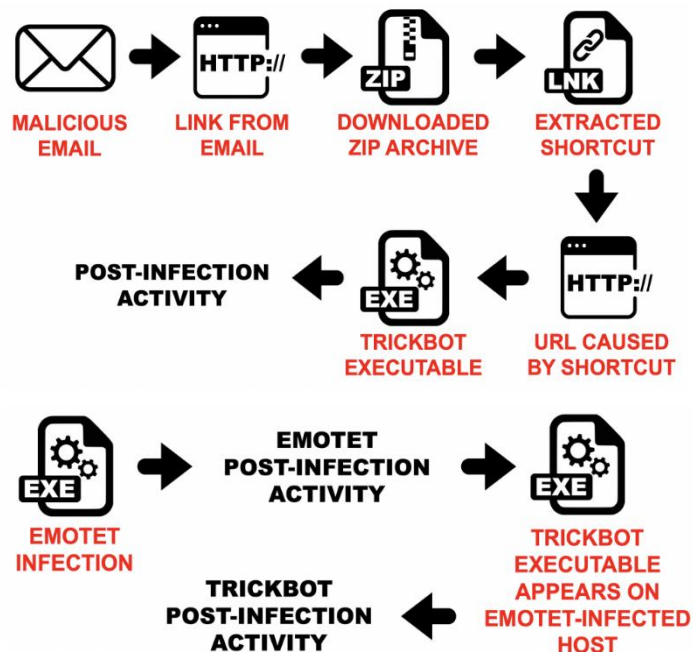 HTTP://
ZIP
LNK
MALICIOUS
EMAIL
LINK FROM
EMAIL
DOWNLOADED
ZIP ARCHIVE
EXTRACTED
SHORTCUT
POST-INFECTION
ACTIVITY
EXE
HTTP://
TRICKBOT
EXECUTABLE
URL CAUSED
BY SHORTCUT
EXE
EMOTET
INFECTION
EMOTET
POST-INFECTION
ACTIVITY
EXE
TRICKBOT
EXECUTABLE
APPEARS ON
EMOTET-INFECTED
HOST
TRICKBOT
POST-INFECTION
ACTIVITY